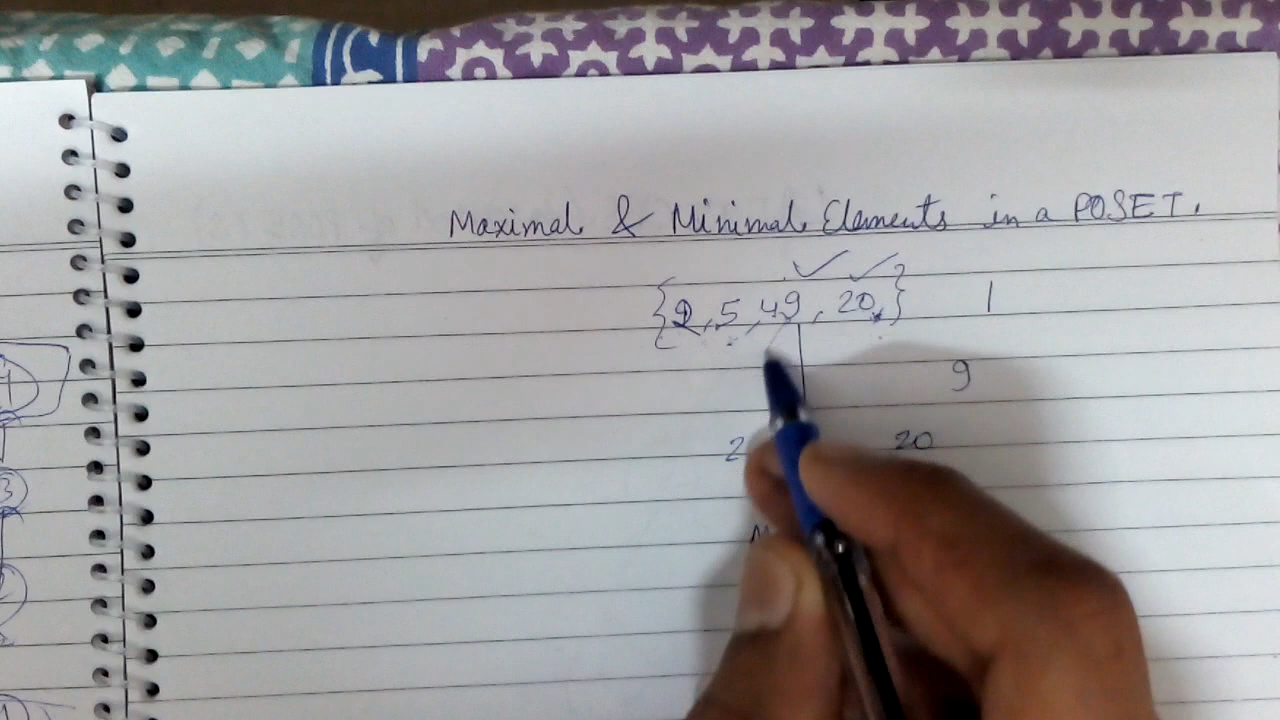 Maximal & Minimal Elements in a POSET.
{2, 5, 49, 20,} 1
9
2 20